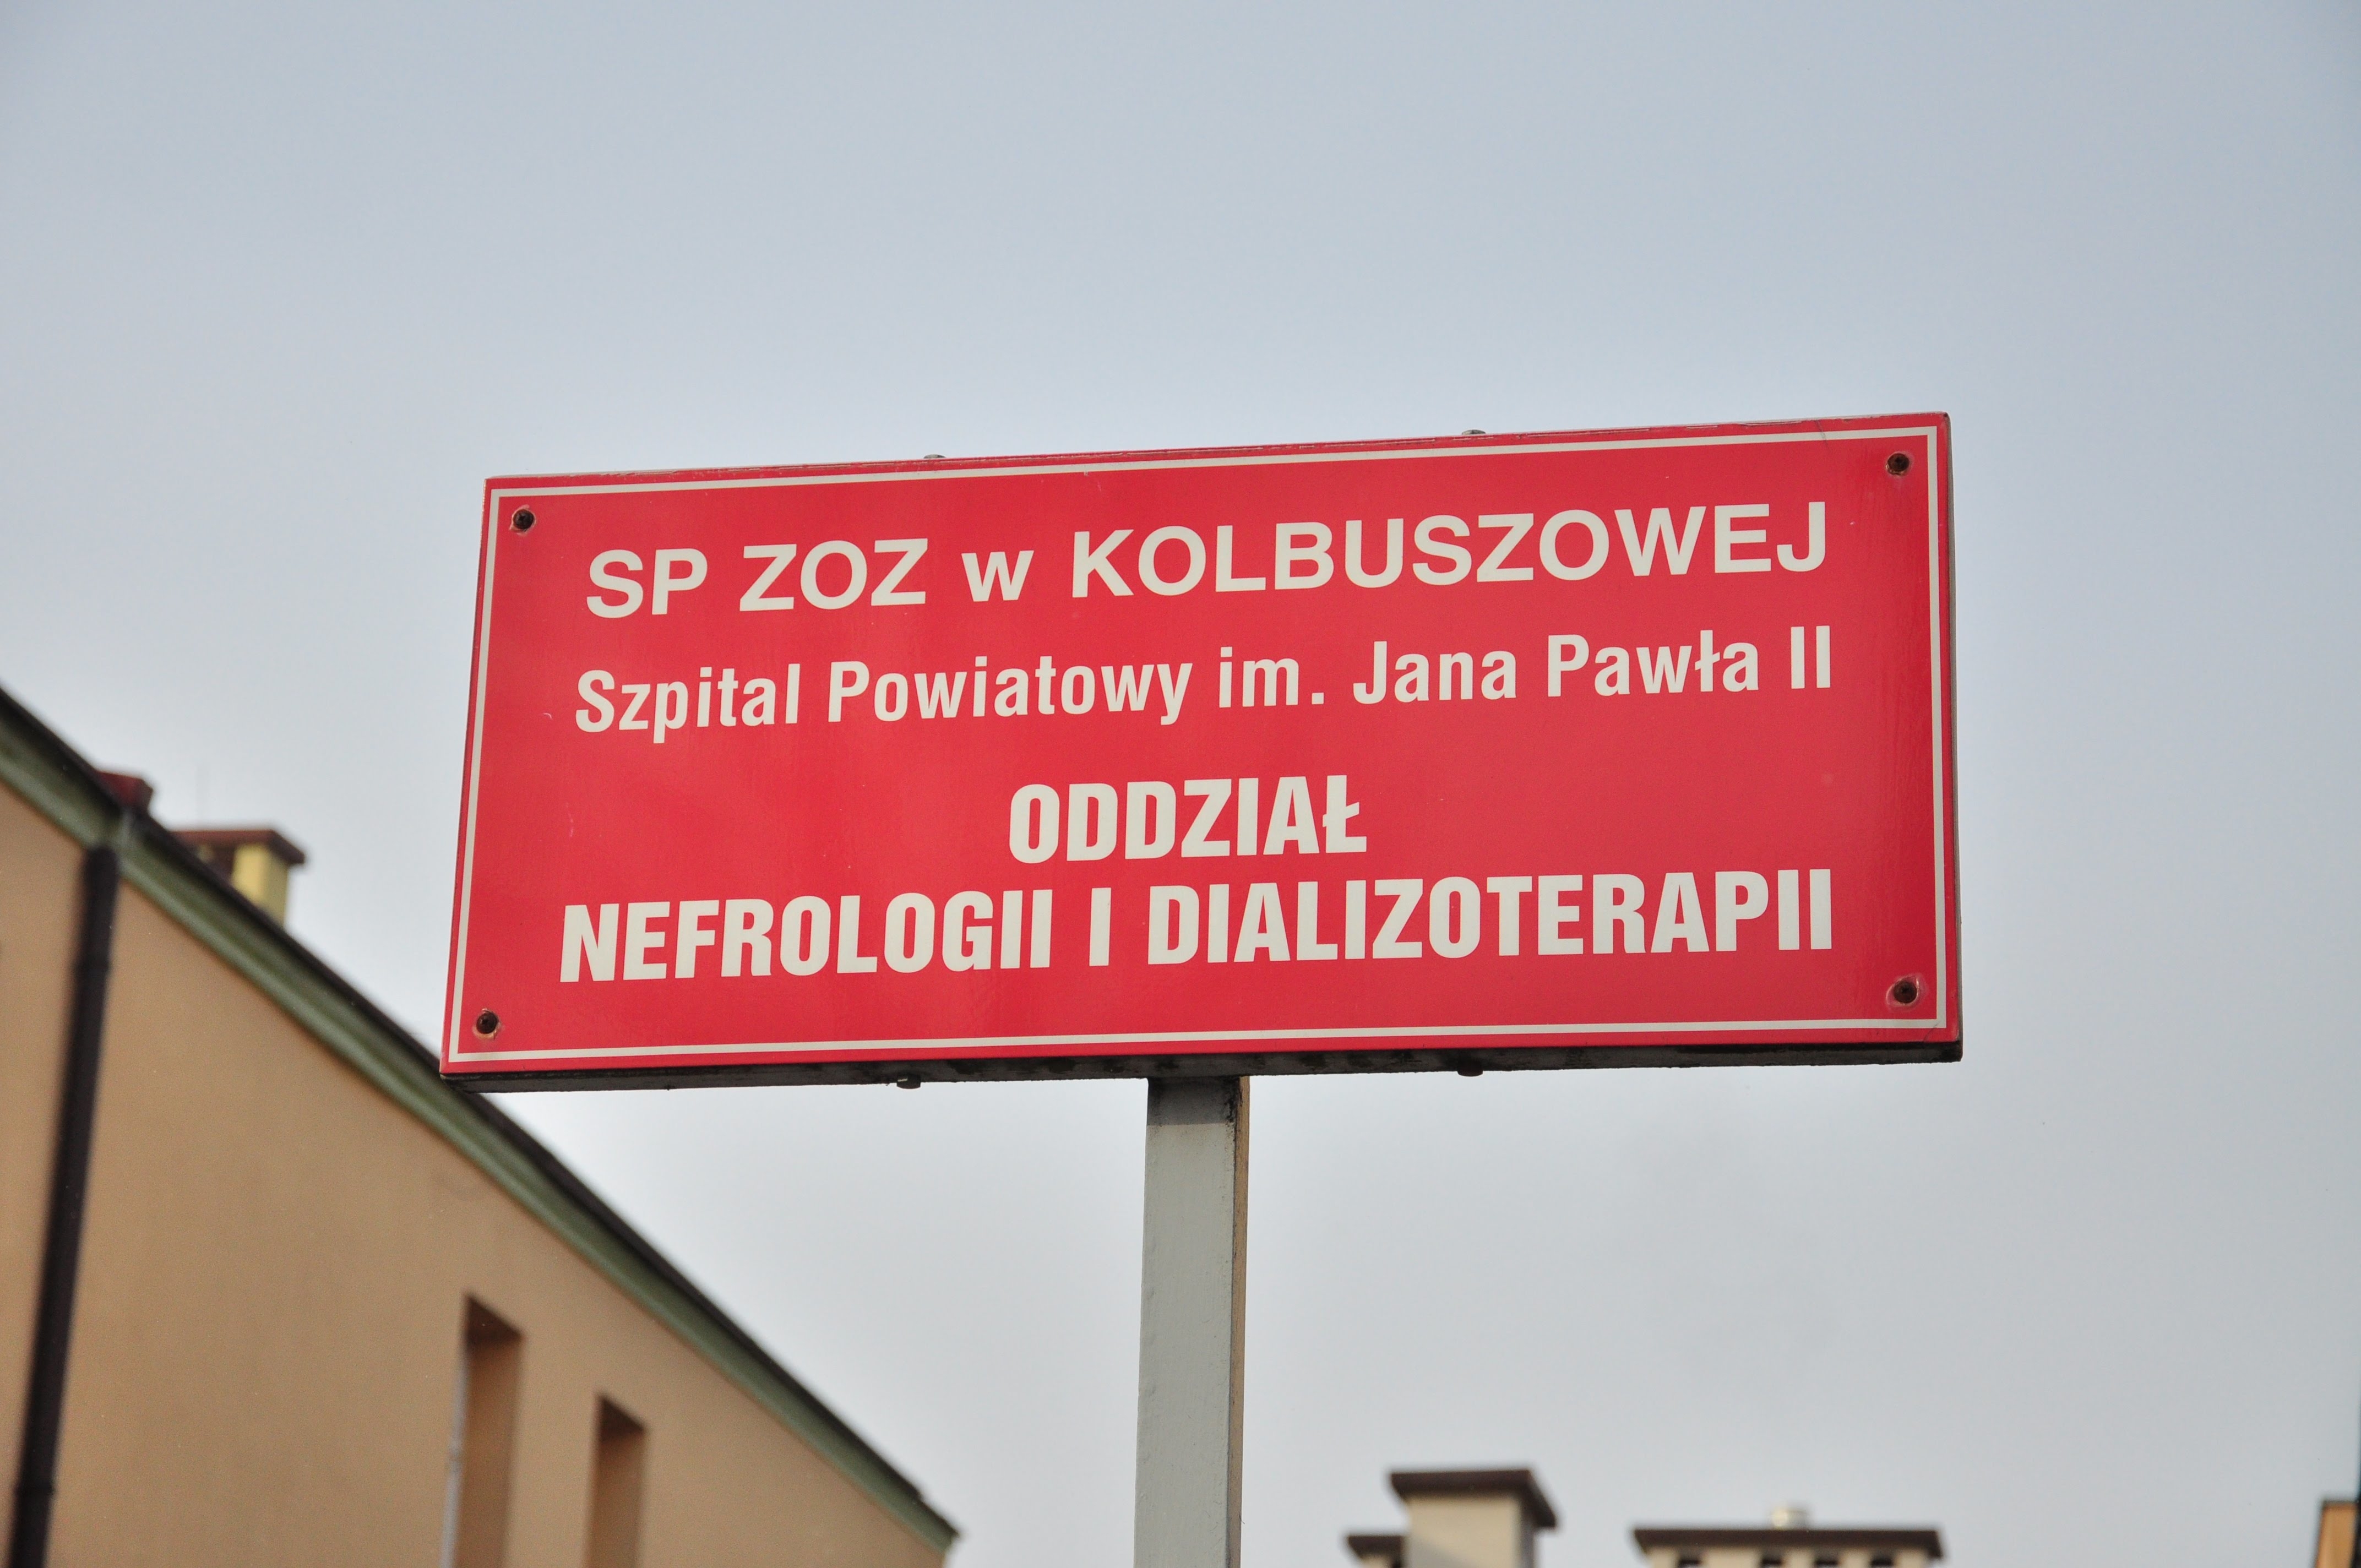 SP ZOZ w KOLBUSZOWEJ
Szpital Powiatowy im. Jana Pawła II
ODDZIAŁ
NEFROLOGII I DIALIZOTERAPII